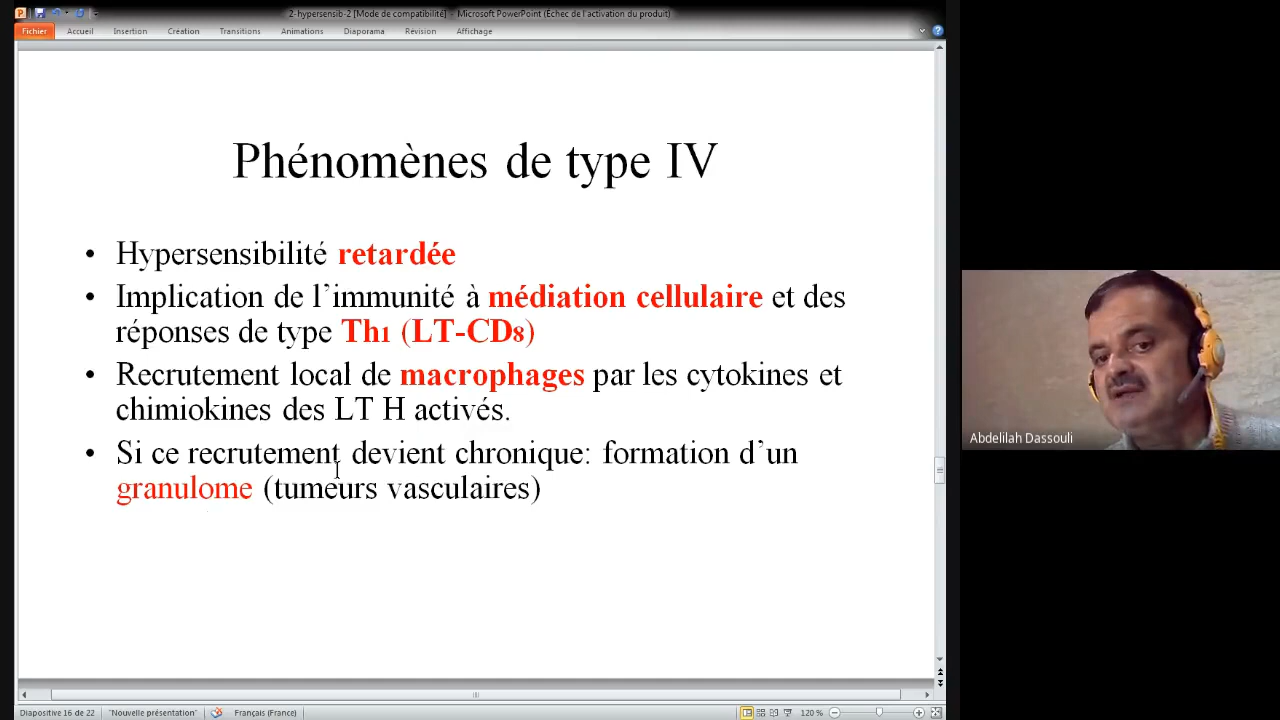 2-hypersensib-2 [Mode de compatibilité] - Microsoft PowerPoint (Échec de l'activation du produit)
Fichier Accueil Insertion Création Transitions Animations Diaporama Révision Affichage
Phénomènes de type IV
• Hypersensibilité retardée
• Implication de l’immunité à médiation cellulaire et des
réponses de type Th1 (LT-CD8)
• Recrutement local de macrophages par les cytokines et
chimiokines des LT H activés.
• Si ce recrutement devient chronique: formation d’un
granulome (tumeurs vasculaires)
Abdelilah Dassouli
Diapositive 16 de 22 "Nouvelle présentation" Français (France) 120 %